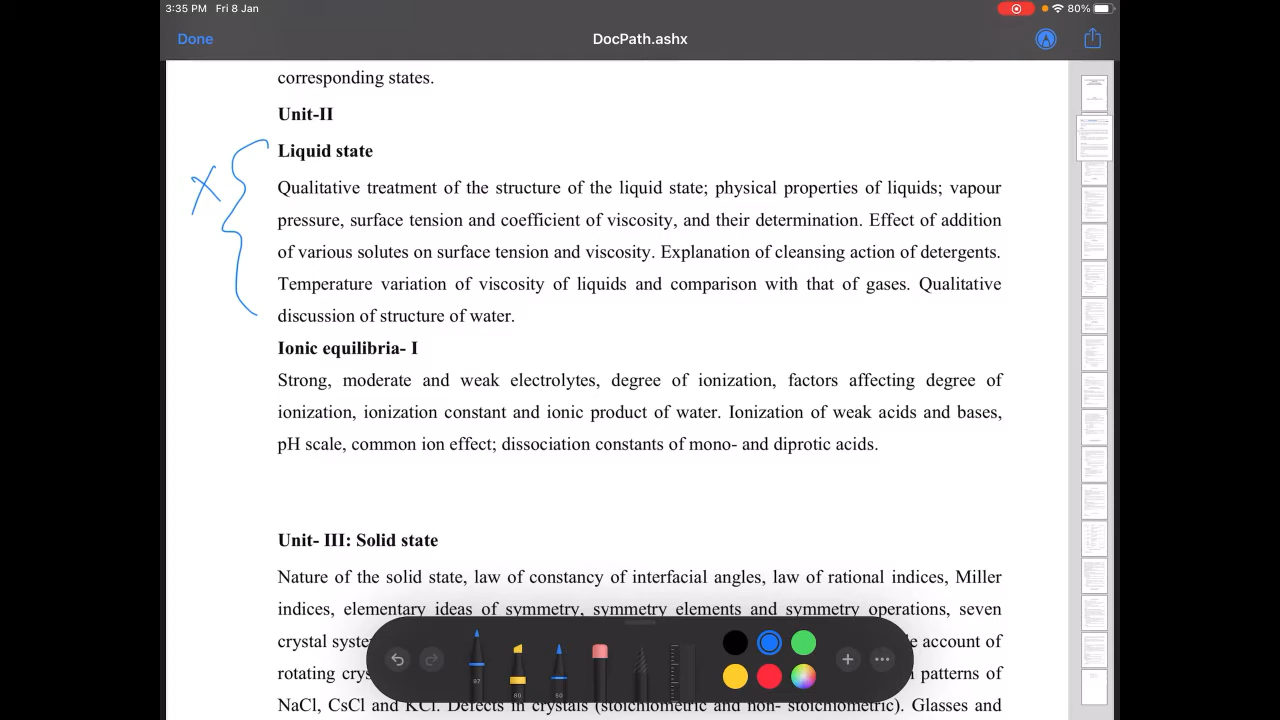 3:35 PM Fri 8 Jan 80%
Done DocPath.ashx
corresponding states.
Unit-II
Liquid state
X
Qualitative treatment of the structure of the liquid state; physical properties of liquids; vapour
pressure, surface tension, coefficient of viscosity and their determination. Effect of addition
of various solutes on surface tension and viscosity. Explanation of cleansing action of detergents.
Temperature variation of viscosity of liquids and comparison with that of gases. Qualitative
discussion of structure of water.
Ionic equilibria
Strong, moderate and weak electrolytes, degree of ionization, factors affecting degree of
ionization, ionization constant and ionic product of water. Ionization of weak acids and bases,
pH scale, common ion effect; dissociation constants of mono and diprotic acids.
Unit III: Solid state
Nature of the solid state, law of constancy of interfacial angles, law of rational indices, Miller
indices, elementary ideas of symmetry, symmetry elements and symmetry operations, seven
crystal count of
rotating patterns of
NaCl, CsCl and KCl. Defects in crystals (stoichiometric and non- stoichiometric). Glasses and
80 50